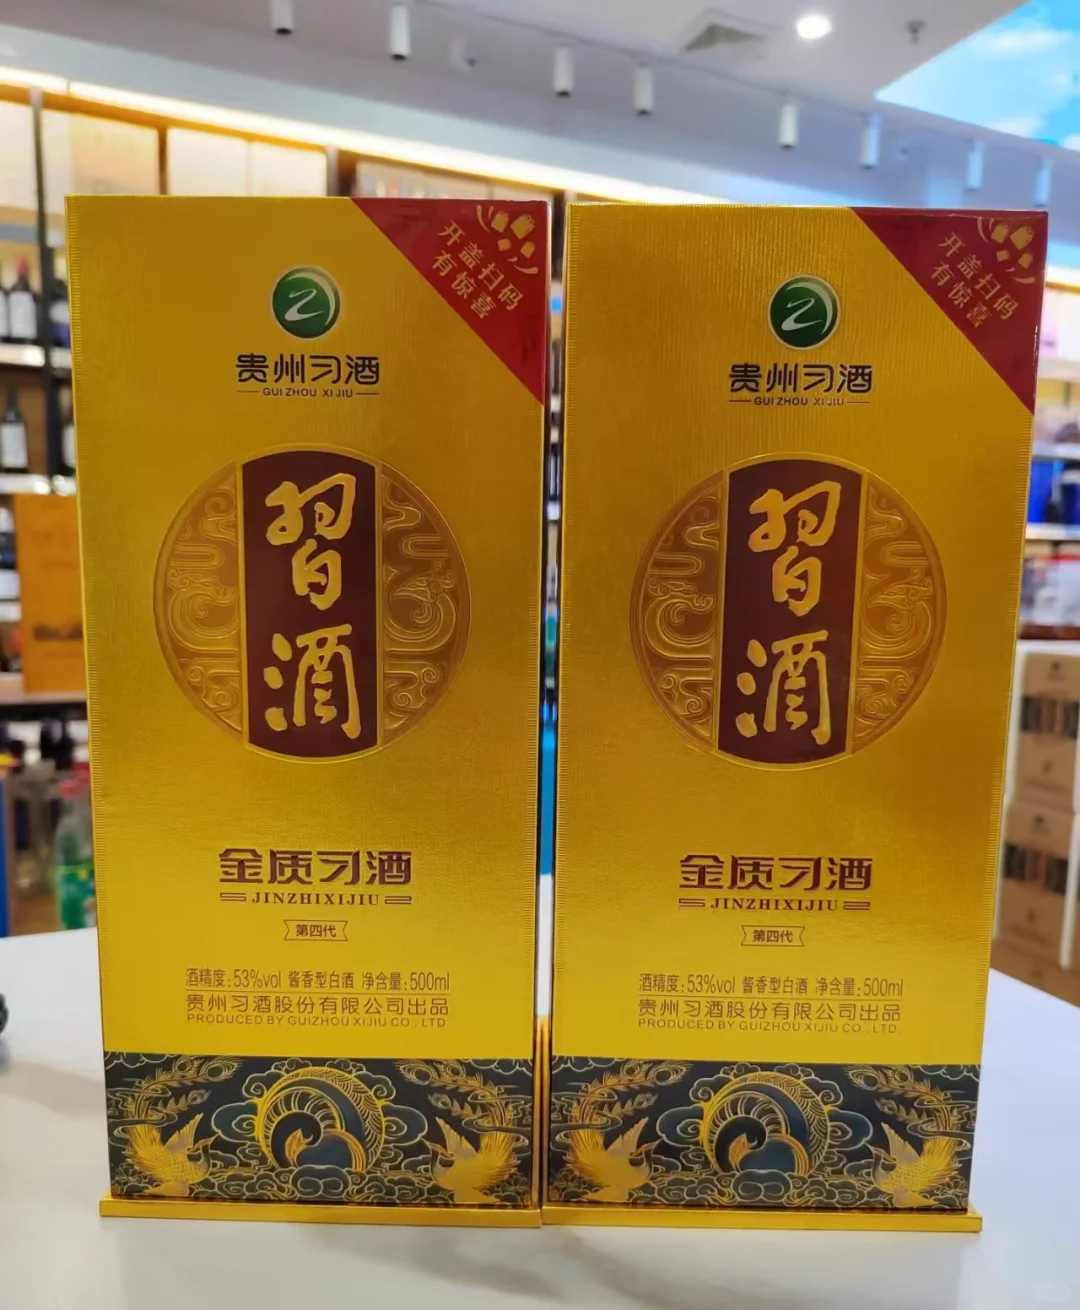 开盖扫码
有惊喜
贵州习酒
GUIZHOU XIJIU
習
酒
金质习酒
JINZHIXIJIU
第四代
酒精度:53%vol 酱香型白酒 净含量:500ml
贵州习酒股份有限公司出品
PRODUCED BY GUIZHOU XIJIU CO., LTD.
开盖扫码
有惊喜
贵州习酒
GUIZHOU XIJIU
習
酒
金质习酒
JINZHIXIJIU
第四代
酒精度:53%vol 酱香型白酒 净含量:500ml
贵州习酒股份有限公司出品
PRODUCED BY GUIZHOU XIJIU CO., LTD.